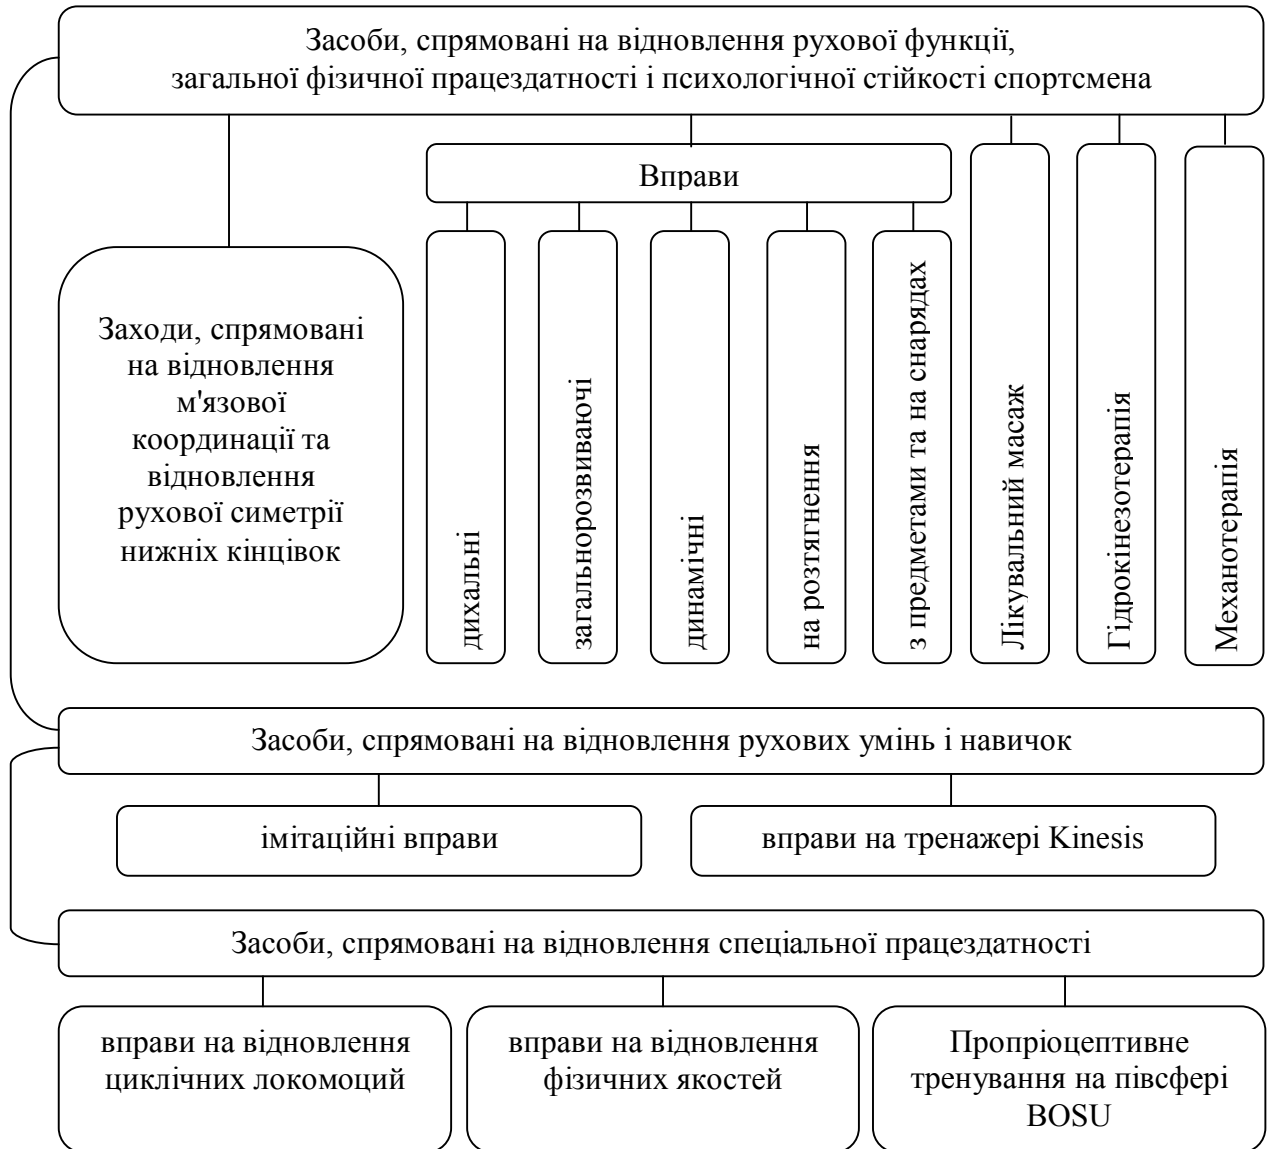 Засоби, спрямовані на відновлення рухової функції,
загальної фізичної працездатності і психологічної стійкості спортсмена
Вправи
Заходи, спрямовані
на відновлення
м'язової
координації та
відновлення
рухової симетрії
нижніх кінцівок
дихальні
загальнорозвиваючі
динамічні
на розтягнення
з предметами та на снарядах
Лікувальний масаж
Гідрокінезотерапія
Механотерапія
Засоби, спрямовані на відновлення рухових умінь і навичок
імітаційні вправи
вправи на тренажері Kinesis
Засоби, спрямовані на відновлення спеціальної працездатності
вправи на відновлення
циклічних локомоций
вправи на відновлення
фізичних якостей
Пропріоцептивне
тренування на півсфері
BOSU